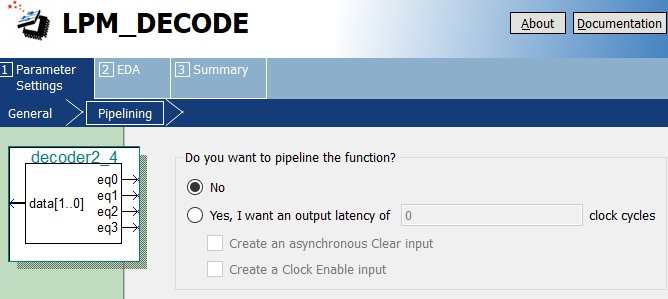 LPM_DECODE
About
Documentation
1 Parameter Settings
2 EDA
3 Summary
General
Pipelining
decoder2_4
data[1..0]
eq0
eq1
eq2
eq3
Do you want to pipeline the function?
No
Yes, I want an output latency of 0 clock cycles
Create an asynchronous Clear input
Create a Clock Enable input